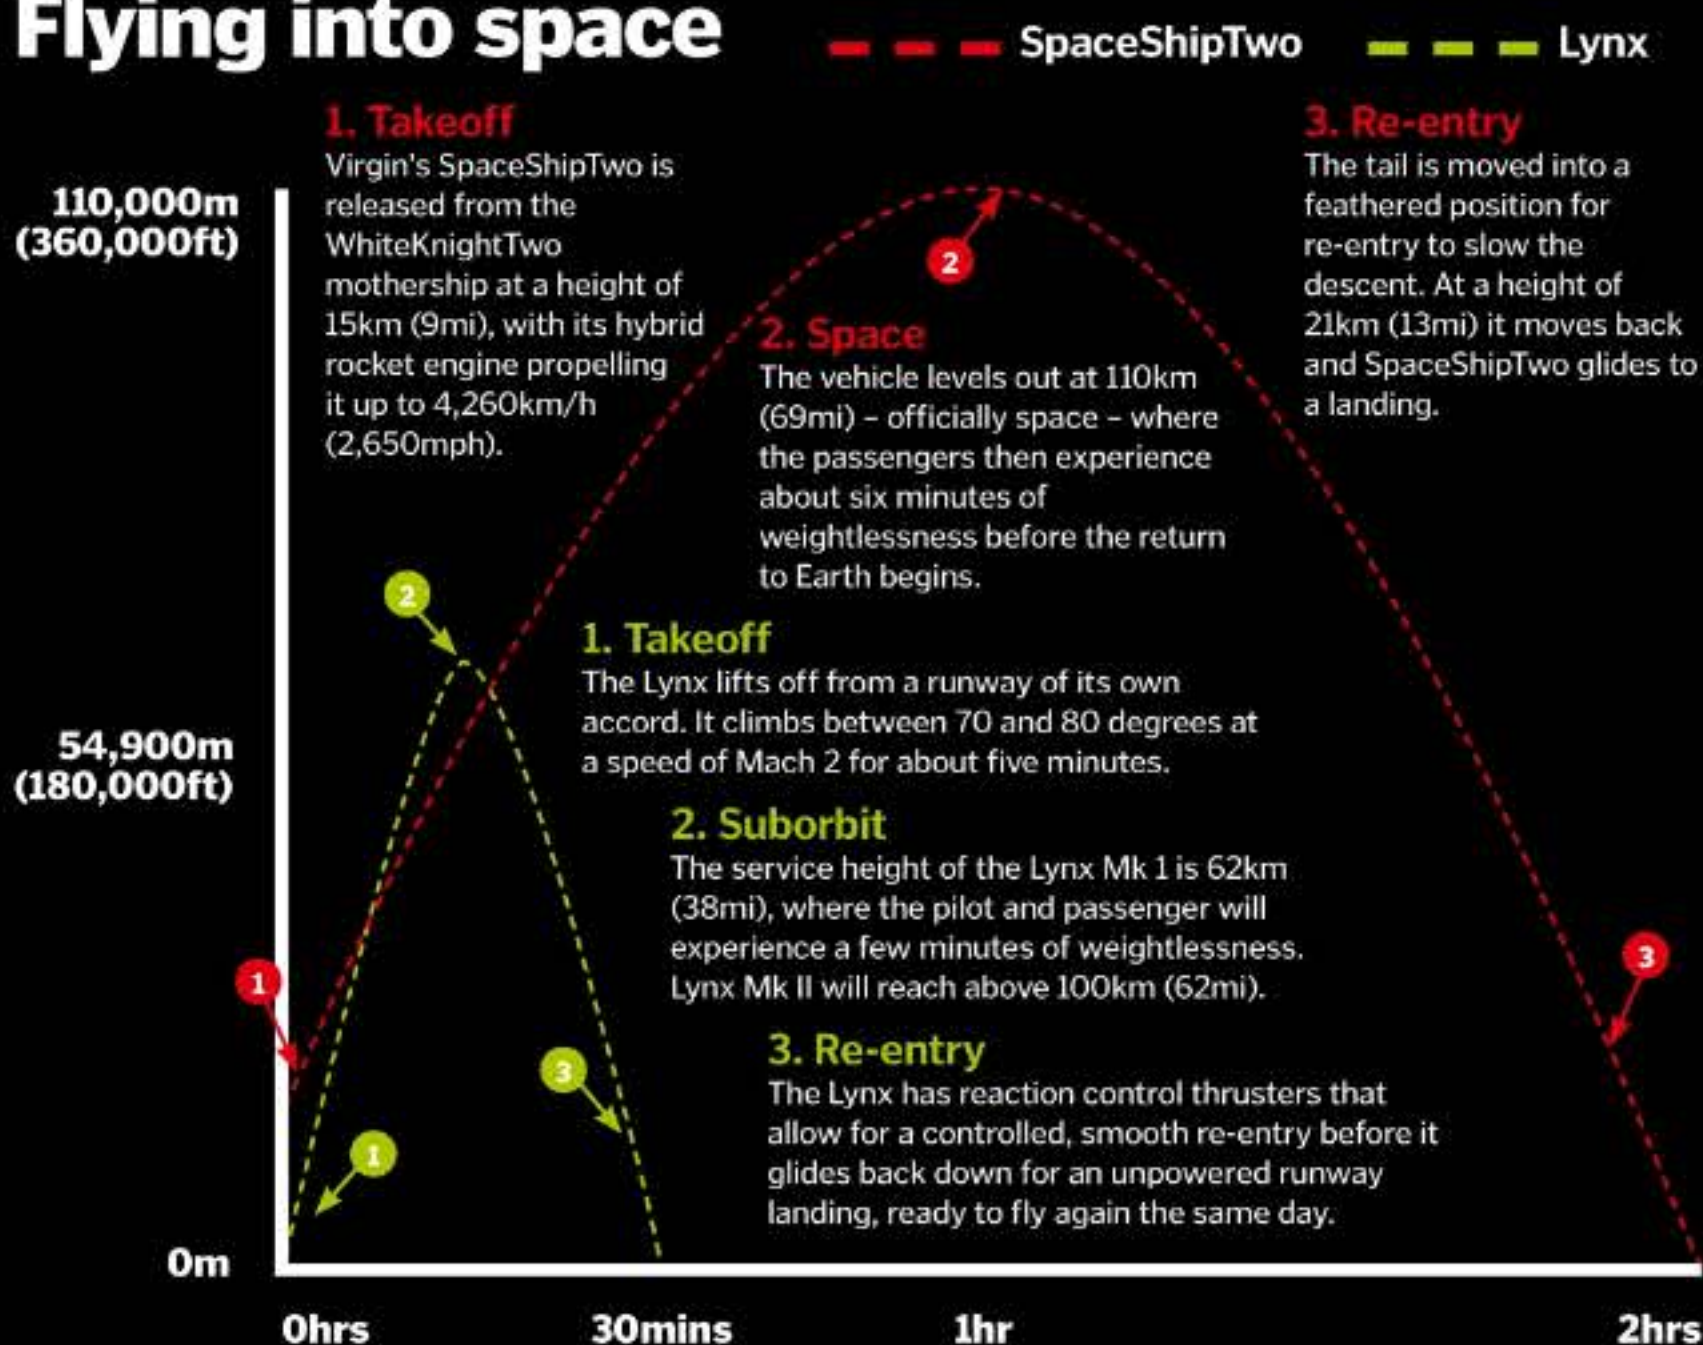 Flying into space
SpaceShipTwo
Lynx
1. Takeoff
Virgin's SpaceShipTwo is
released from the
WhiteKnightTwo
mothership at a height of
15km (9mi), with its hybrid
rocket engine propelling
it up to 4,260km/h
(2,650mph).
3. Re-entry
The tail is moved into a
feathered position for
re-entry to slow the
descent. At a height of
21km (13mi) it moves back
and SpaceShipTwo glides to
a landing.
110,000m
(360,000ft)
2
2. Space
The vehicle levels out at 110km
(69mi) – officially space – where
the passengers then experience
about six minutes of
weightlessness before the return
to Earth begins.
2
1. Takeoff
The Lynx lifts off from a runway of its own
accord. It climbs between 70 and 80 degrees at
a speed of Mach 2 for about five minutes.
54,900m
(180,000ft)
2. Suborbit
The service height of the Lynx Mk 1 is 62km
(38mi), where the pilot and passenger will
experience a few minutes of weightlessness.
Lynx Mk II will reach above 100km (62mi).
1
3
3. Re-entry
The Lynx has reaction control thrusters that
allow for a controlled, smooth re-entry before it
glides back down for an unpowered runway
landing, ready to fly again the same day.
3
1
0m
0hrs
30mins
1hr
2hrs